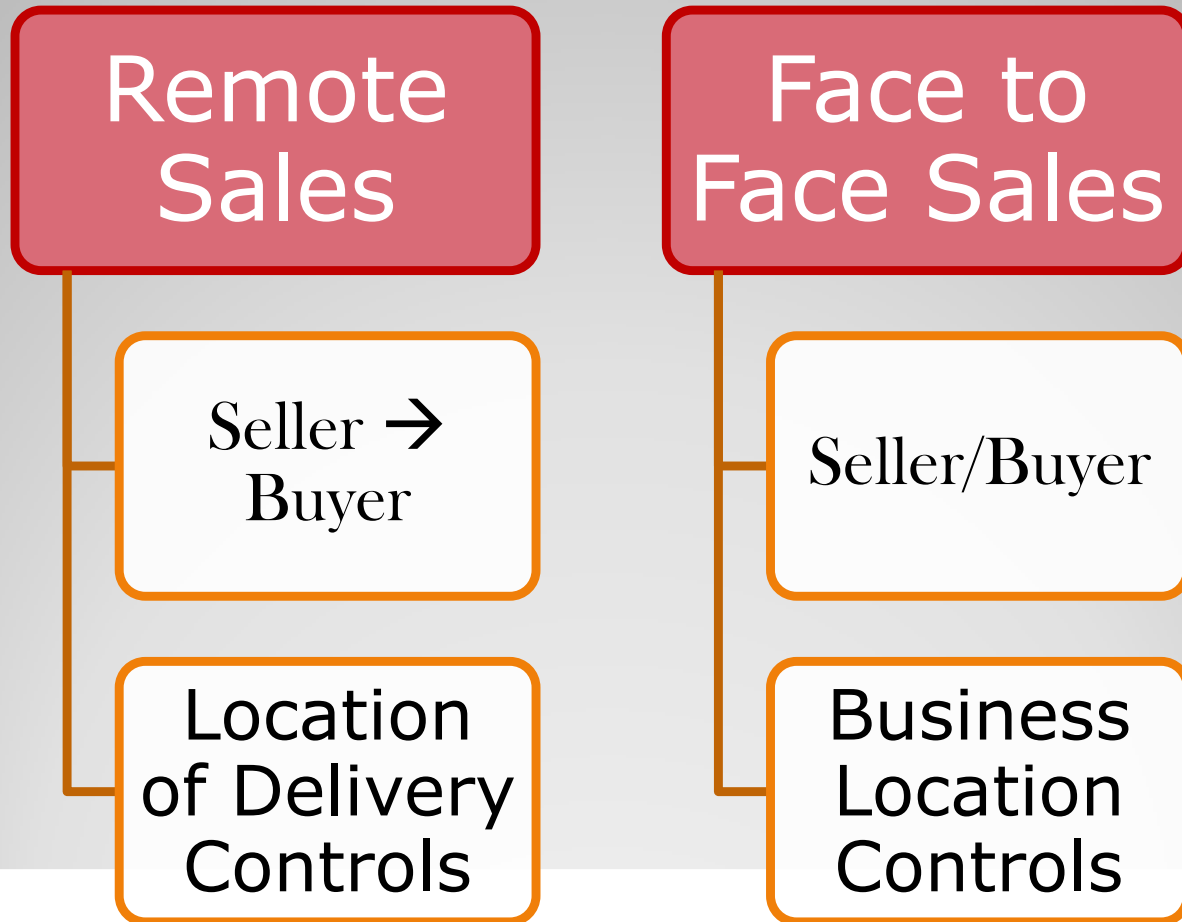 Remote
Sales
Seller →
Buyer
Location
of Delivery
Controls
Face to
Face Sales
Seller/Buyer
Business
Location
Controls